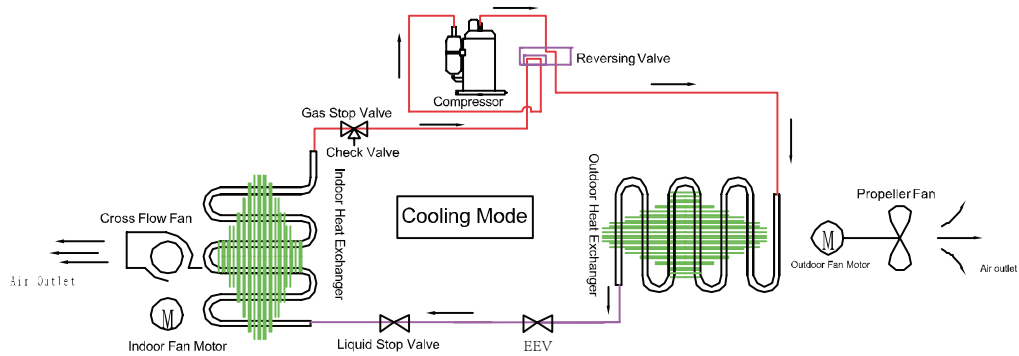 Reversing Valve
Compressor
Gas Stop Valve
Check Valve
Indoor Heat Exchanger
Outdoor Heat Exchanger
Cooling Mode
Propeller Fan
Cross Flow Fan
M
Outdoor Fan Motor
Air outlet
Air Outlet
M
Indoor Fan Motor
Liquid Stop Valve
EEV